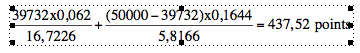 39732x0,062/16,7226 + (50000 – 39732)x0,1644/5,8166 = 437,52 points